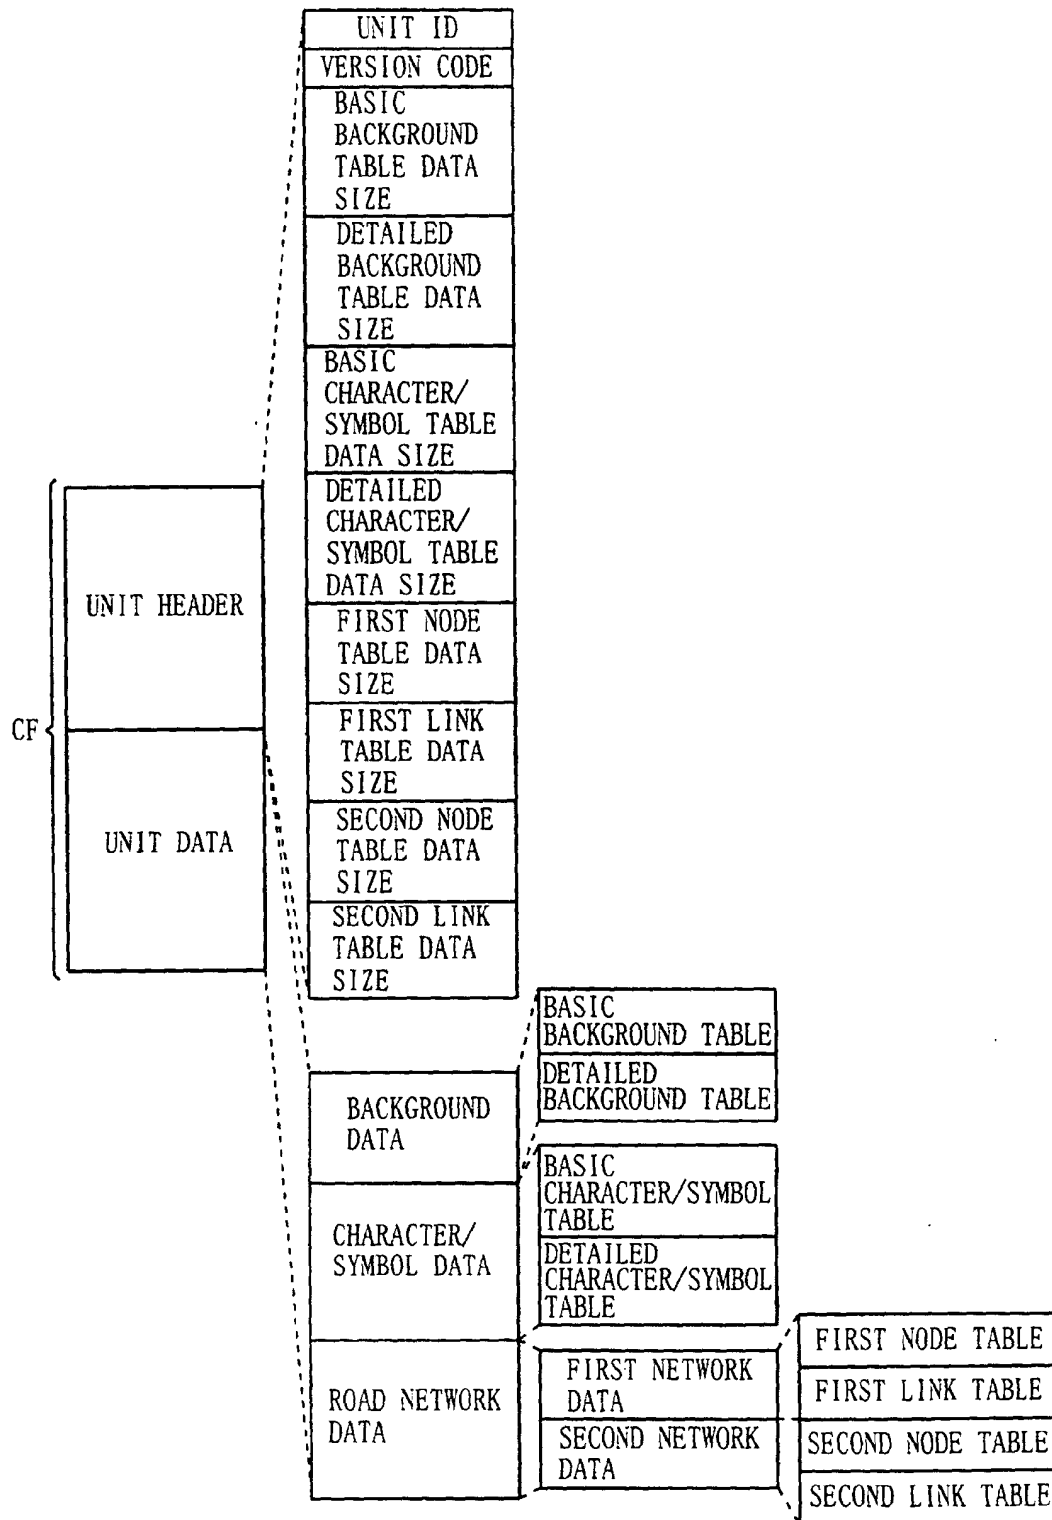 UNIT ID
VERSION CODE
BASIC
BACKGROUND
TABLE DATA
SIZE
DETAILED
BACKGROUND
TABLE DATA
SIZE
BASIC
CHARACTER/
SYMBOL TABLE
DATA SIZE
DETAILED
CHARACTER/
SYMBOL TABLE
DATA SIZE
FIRST NODE
TABLE DATA
SIZE
FIRST LINK
TABLE DATA
SIZE
SECOND NODE
TABLE DATA
SIZE
SECOND LINK
TABLE DATA
SIZE
CF
UNIT HEADER
UNIT DATA
BACKGROUND
DATA
CHARACTER/
SYMBOL DATA
ROAD NETWORK
DATA
BASIC
BACKGROUND TABLE
DETAILED
BACKGROUND TABLE
BASIC
CHARACTER/SYMBOL
TABLE
DETAILED
CHARACTER/SYMBOL
TABLE
FIRST NETWORK
DATA
SECOND NETWORK
DATA
FIRST NODE TABLE
FIRST LINK TABLE
SECOND NODE TABLE
SECOND LINK TABLE